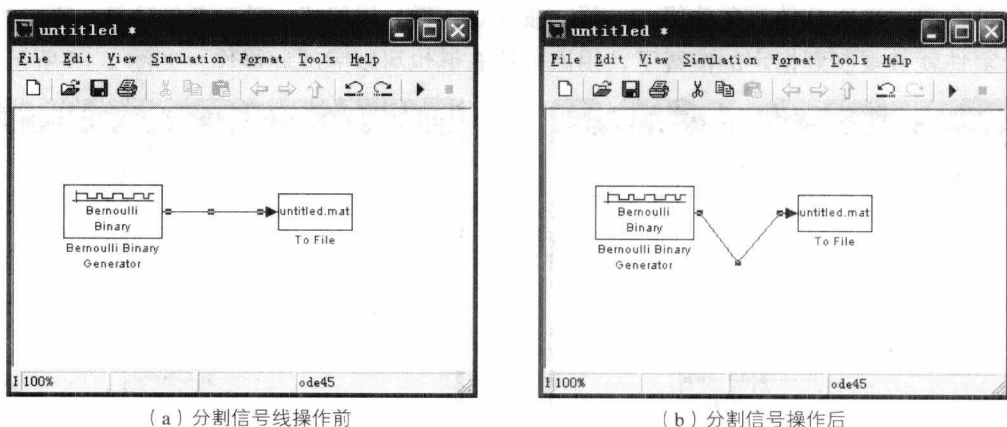 untitled *
File Edit View Simulation Format Tools Help
Bernoulli
Binary
Bernoulli Binary
Generator
untitled.mat
To File
100%
ode45
(a)分割信号线操作前
untitled *
File Edit View Simulation Format Tools Help
Bernoulli
Binary
Bernoulli Binary
Generator
untitled.mat
To File
100%
ode45
(b)分割信号操作后